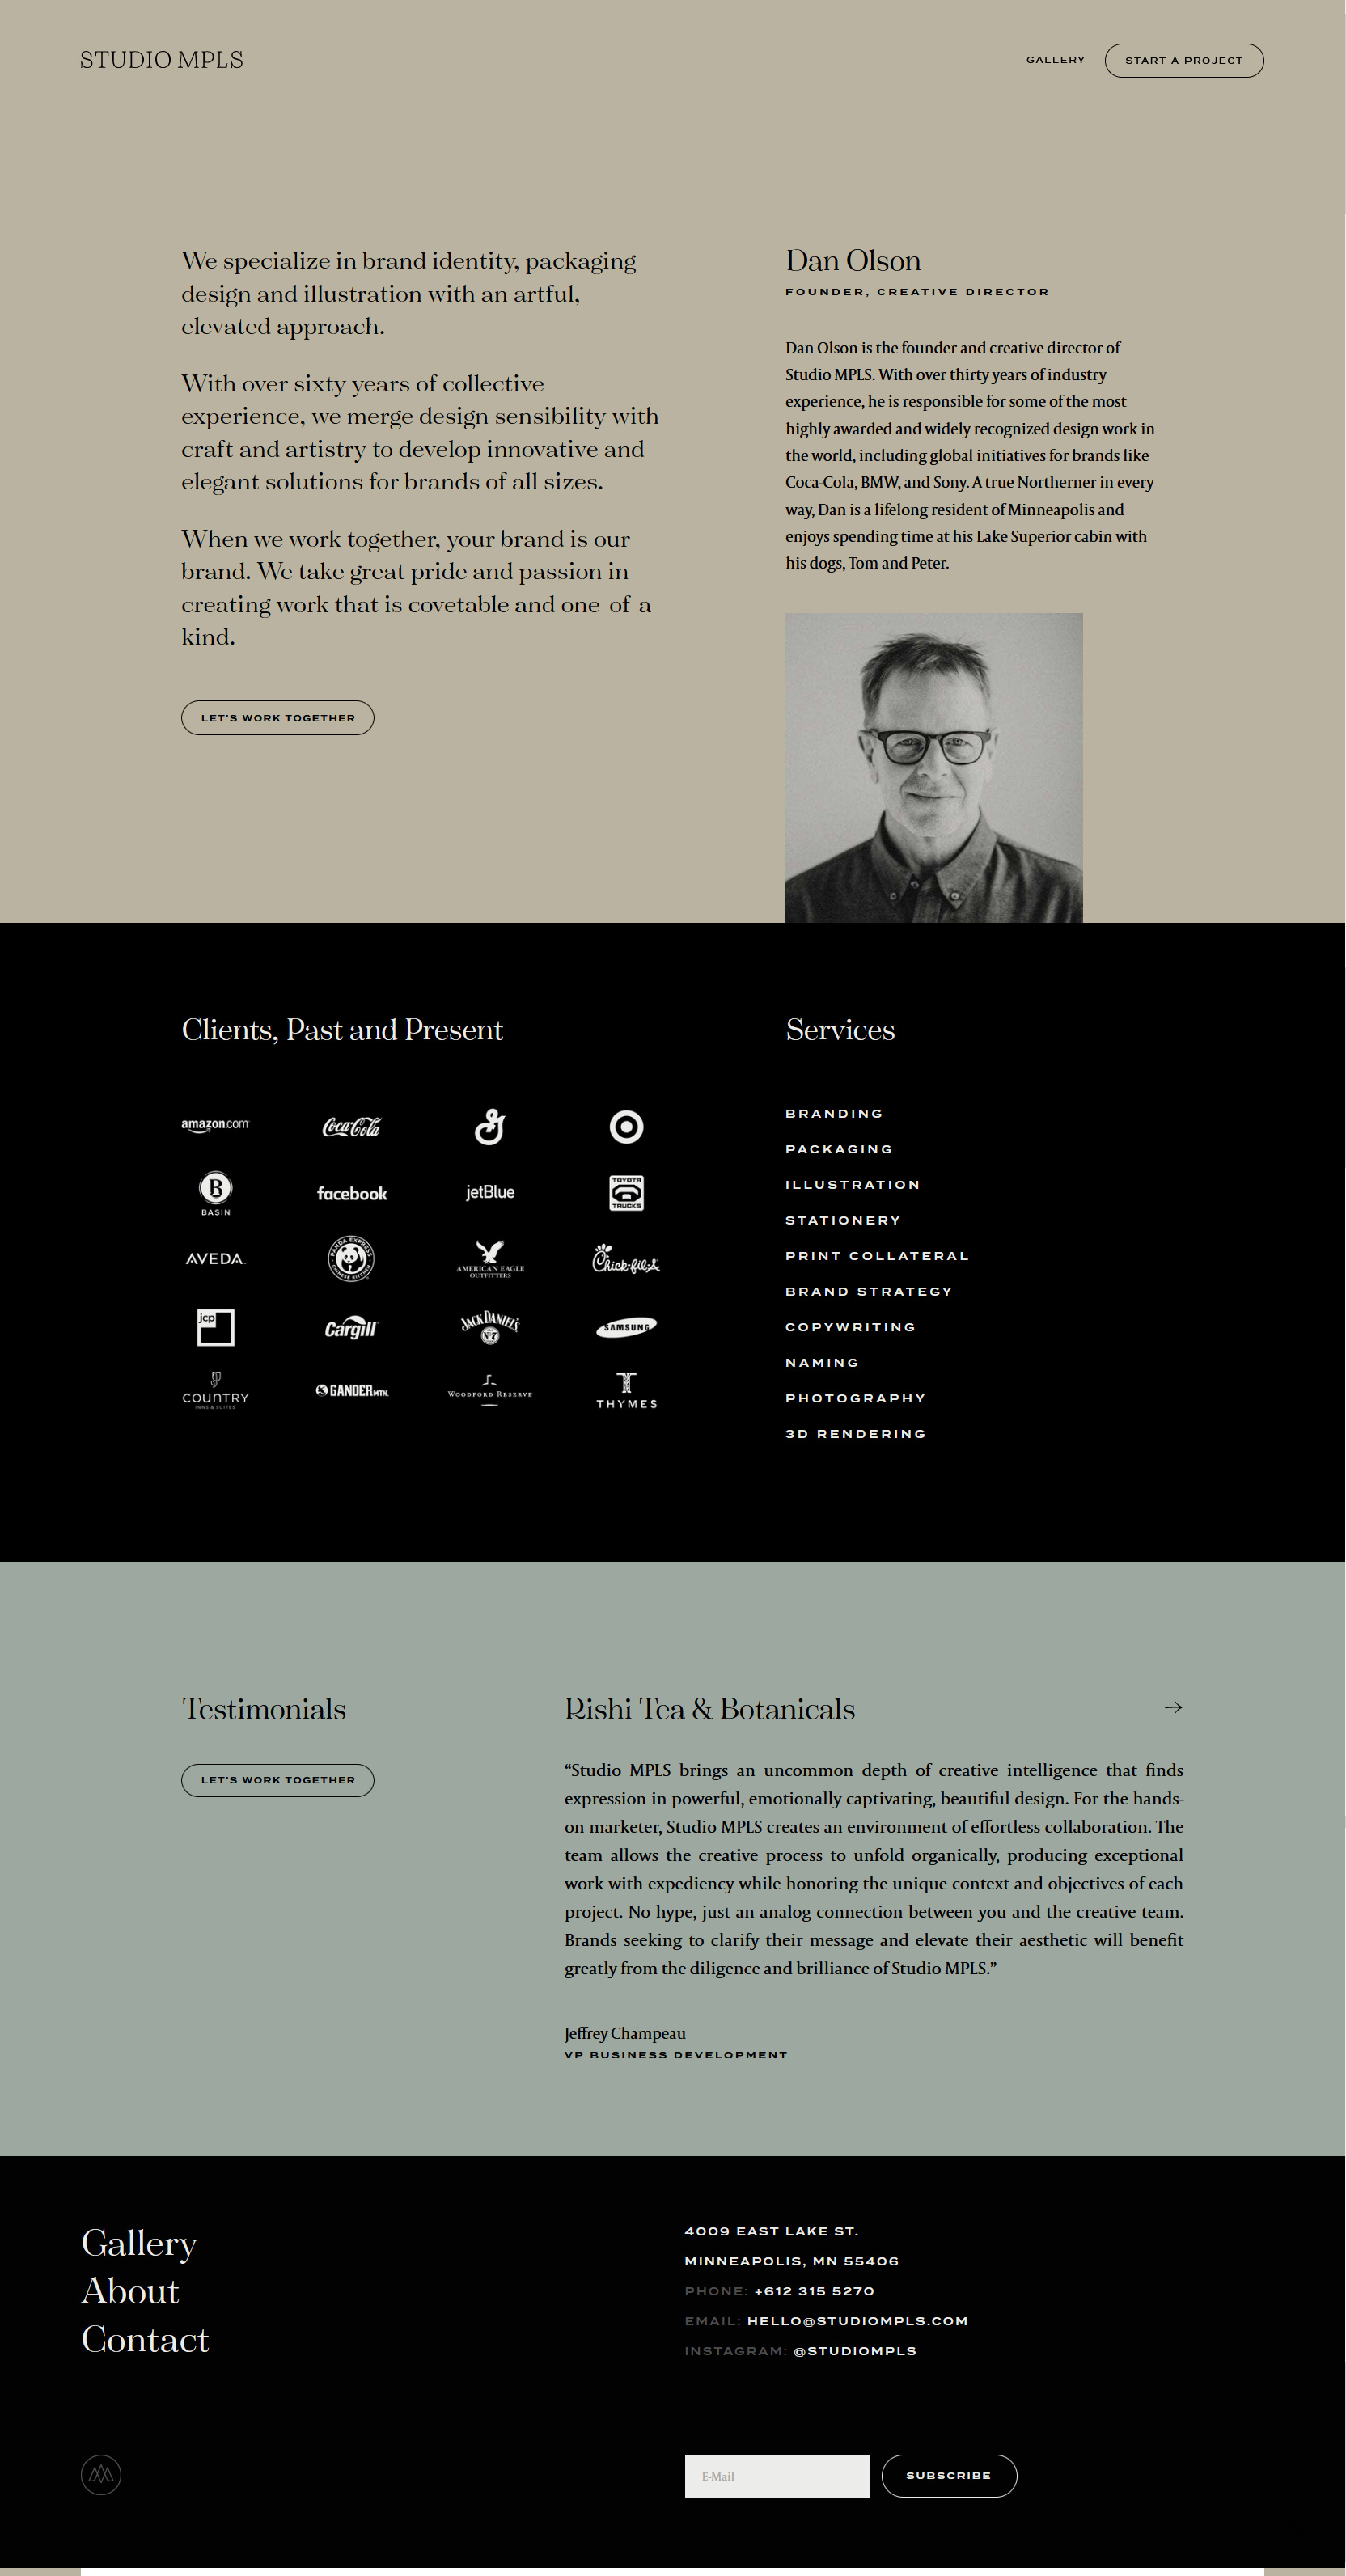 STUDIO MPLS
GALLERY
START A PROJECT
We specialize in brand identity, packaging
design and illustration with an artful,
elevated approach.
With over sixty years of collective
experience, we merge design sensibility with
craft and artistry to develop innovative and
elegant solutions for brands of all sizes.
When we work together, your brand is our
brand. We take great pride and passion in
creating work that is covetable and one-of-a
kind.
LET'S WORK TOGETHER
Dan Olson
FOUNDER, CREATIVE DIRECTOR
Dan Olson is the founder and creative director of
Studio MPLS. With over thirty years of industry
experience, he is responsible for some of the most
highly awarded and widely recognized design work in
the world, including global initiatives for brands like
Coca-Cola, BMW, and Sony. A true Northerner in every
way, Dan is a lifelong resident of Minneapolis and
enjoys spending time at his Lake Superior cabin with
his dogs, Tom and Peter.
Clients, Past and Present
amazon.com
Coca-Cola
G
B
BASIN
facebook
jetBlue
TOYOTA
TRUCKS
AVEDA
PANDA EXPRESS
CHINESE KITCHEN
AMERICAN EAGLE
OUTFITTERS
Chick-fil-A
jcp
Cargill
JACK DANIEL'S
No 7
SAMSUNG
COUNTRY
INNS & SUITES
GANDER MTN.
WOODFORD RESERVE
T
THYMES
Services
BRANDING
PACKAGING
ILLUSTRATION
STATIONERY
PRINT COLLATERAL
BRAND STRATEGY
COPYWRITING
NAMING
PHOTOGRAPHY
3D RENDERING
Testimonials
LET'S WORK TOGETHER
Rishi Tea & Botanicals
“Studio MPLS brings an uncommon depth of creative intelligence that finds
expression in powerful, emotionally captivating, beautiful design. For the hands-
on marketer, Studio MPLS creates an environment of effortless collaboration. The
team allows the creative process to unfold organically, producing exceptional
work with expediency while honoring the unique context and objectives of each
project. No hype, just an analog connection between you and the creative team.
Brands seeking to clarify their message and elevate their aesthetic will benefit
greatly from the diligence and brilliance of Studio MPLS.”
Jeffrey Champeau
VP BUSINESS DEVELOPMENT
Gallery
About
Contact
4009 EAST LAKE ST.
MINNEAPOLIS, MN 55406
PHONE: +612 315 5270
EMAIL: HELLO@STUDIOMPLS.COM
INSTAGRAM: @STUDIOMPLS
E-Mail
SUBSCRIBE